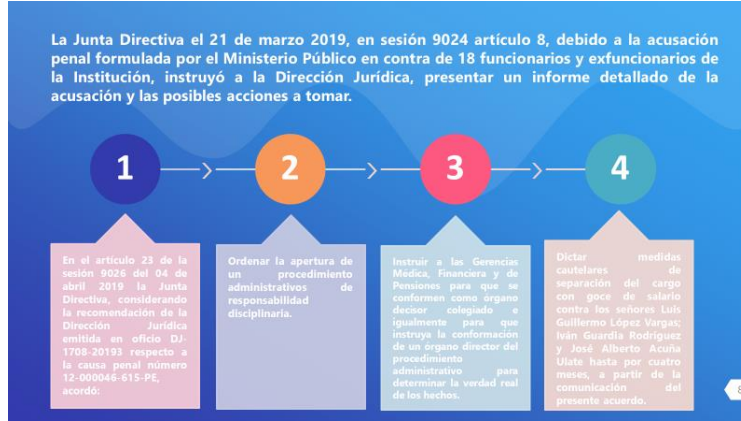 La Junta Directiva el 21 de marzo 2019, en sesión 9024 artículo 8, debido a la acusación
penal formulada por el Ministerio Público en contra de 18 funcionarios y exfuncionarios de
la Institución, instruyó a la Dirección Jurídica, presentar un informe detallado de la
acusación y las posibles acciones a tomar.
1
2
3
4
En el artículo 23 de la
sesión 9026 del 04 de
abril 2019 la Junta
Directiva, considerando
la recomendación de la
Dirección Jurídica
emitida en oficio DJ-
1708-20193 respecto a
la causa penal número
12-000046-615-PE,
acordó:
Ordenar la apertura de
un procedimiento
administrativos de
responsabilidad
disciplinaria.
Instruir a las Gerencias
Médica, Financiera y de
Pensiones para que se
conformen como órgano
decisor colegiado e
igualmente para que
instruya la conformación
de un órgano director del
procedimiento
administrativo para
determinar la verdad real
de los hechos.
Dictar medidas
cautelares de
separación del cargo
con goce de salario
contra los señores Luis
Guillermo López Vargas;
Iván Guardia Rodríguez
y José Alberto Acuña
Ulate hasta por cuatro
meses, a partir de la
comunicación del
presente acuerdo.
8